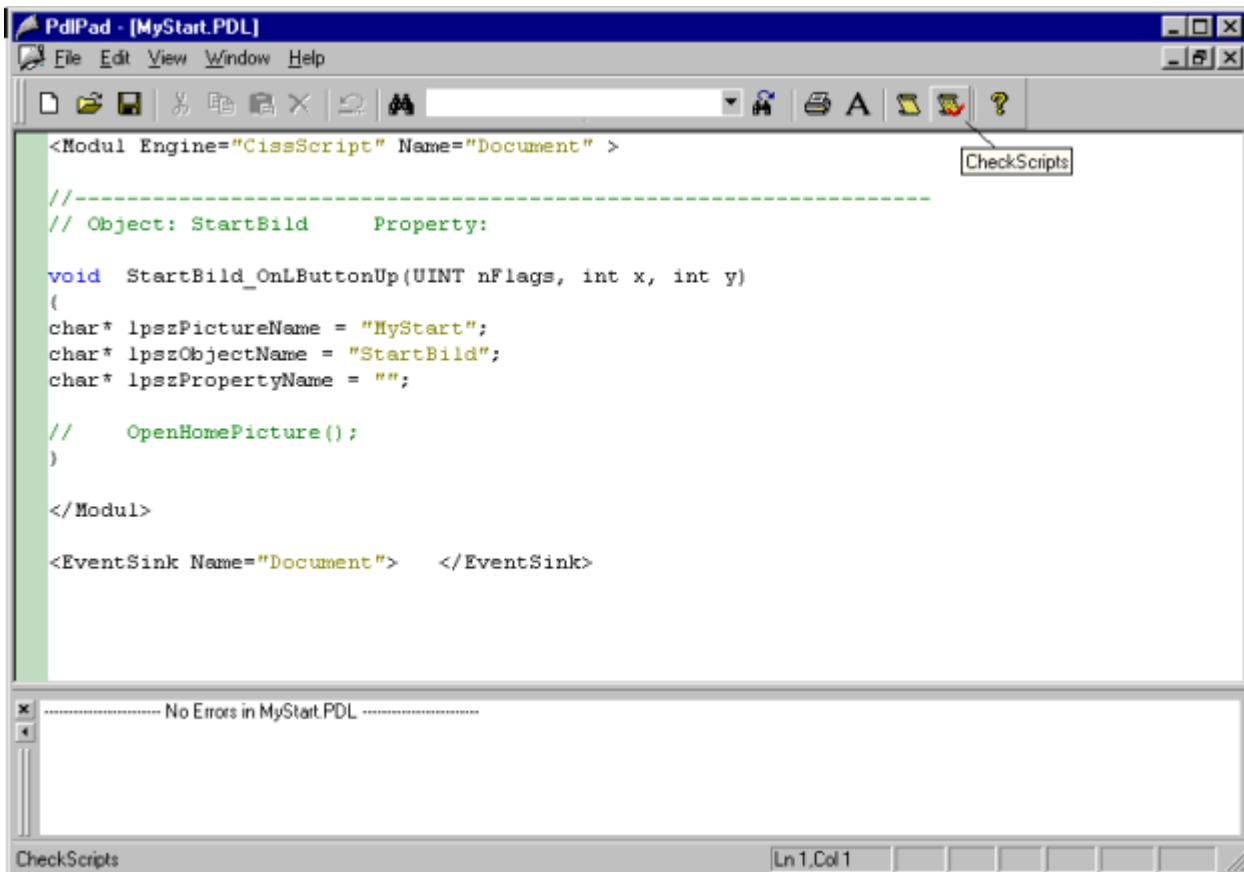 PdlPad - [MyStart.PDL]
File Edit View Window Help
<Modul Engine="CissScript" Name="Document" >
CheckScripts
//------------------------------------------------------------------
// Object: StartBild     Property:
void  StartBild_OnLButtonUp(UINT nFlags, int x, int y)
{
char* lpszPictureName = "MyStart";
char* lpszObjectName = "StartBild";
char* lpszPropertyName = "";
//     OpenHomePicture();
}
</Modul>
<EventSink Name="Document">   </EventSink>
-------------------------- No Errors in MyStart.PDL --------------------------
CheckScripts
Ln 1,Col 1